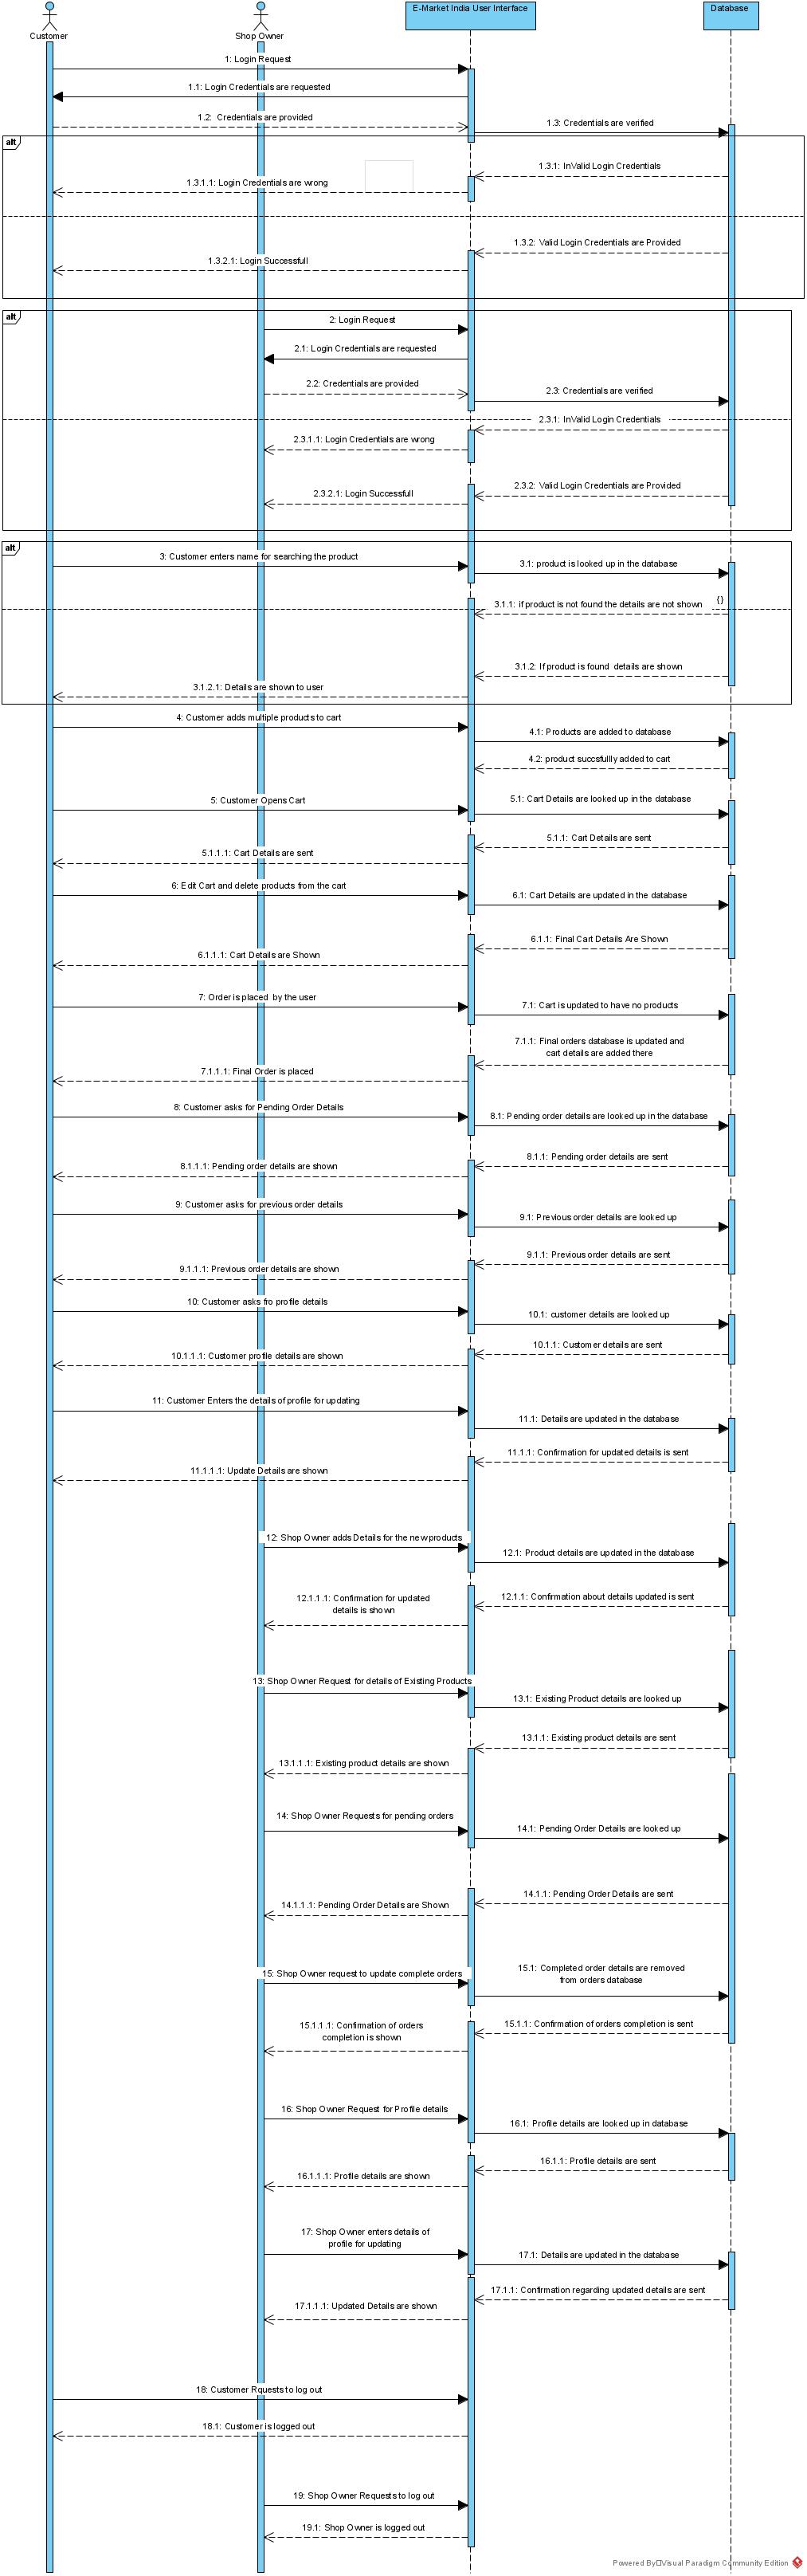 E-Market India User Interface
Database
Customer
Shop Owner
1: Login Request
1.1: Login Credentials are requested
1.2: Credentials are provided
1.3: Credentials are verified
alt
1.3.1: InValid Login Credentials
1.3.1.1: Login Credentials are wrong
1.3.2: Valid Login Credentials are Provided
1.3.2.1: Login Successfull
alt
2: Login Request
2.1: Login Credentials are requested
2.2: Credentials are provided
2.3: Credentials are verified
2.3.1: InValid Login Credentials
2.3.1.1: Login Credentials are wrong
2.3.2: Valid Login Credentials are Provided
2.3.2.1: Login Successfull
alt
3: Customer enters name for searching the product
3.1: product is looked up in the database
{}
3.1.1: if product is not found the details are not shown
3.1.2: If product is found details are shown
3.1.2.1: Details are shown to user
4: Customer adds multiple products to cart
4.1: Products are added to database
4.2: product succsfullly added to cart
5: Customer Opens Cart
5.1: Cart Details are looked up in the database
5.1.1: Cart Details are sent
5.1.1.1: Cart Details are sent
6: Edit Cart and delete products from the cart
6.1: Cart Details are updated in the database
6.1.1: Final Cart Details Are Shown
6.1.1.1: Cart Details are Shown
7: Order is placed by the user
7.1: Cart is updated to have no products
7.1.1: Final orders database is updated and
cart details are added there
7.1.1.1: Final Order is placed
8: Customer asks for Pending Order Details
8.1: Pending order details are looked up in the database
8.1.1: Pending order details are sent
8.1.1.1: Pending order details are shown
9: Customer asks for previous order details
9.1: Previous order details are looked up
9.1.1: Previous order details are sent
9.1.1.1: Previous order details are shown
10: Customer asks fro profile details
10.1: customer details are looked up
10.1.1: Customer details are sent
10.1.1.1: Customer profile details are shown
11: Customer Enters the details of profile for updating
11.1: Details are updated in the database
11.1.1: Confirmation for updated details is sent
11.1.1.1: Update Details are shown
12: Shop Owner adds Details for the new products
12.1: Product details are updated in the database
12.1.1: Confirmation about details updated is sent
12.1.1.1: Confirmation for updated
details is shown
13: Shop Owner Request for details of Existing Products
13.1: Existing Product details are looked up
13.1.1: Existing product details are sent
13.1.1.1: Existing product details are shown
14: Shop Owner Requests for pending orders
14.1: Pending Order Details are looked up
14.1.1: Pending Order Details are sent
14.1.1.1: Pending Order Details are Shown
15: Shop Owner request to update complete orders
15.1: Completed order details are removed
from orders database
15.1.1: Confirmation of orders completion is sent
15.1.1.1: Confirmation of orders
completion is shown
16: Shop Owner Request for Profile details
16.1: Profile details are looked up in database
16.1.1: Profile details are sent
16.1.1.1: Profile details are shown
17: Shop Owner enters details of
profile for updating
17.1: Details are updated in the database
17.1.1: Confirmation regarding updated details are sent
17.1.1.1: Updated Details are shown
18: Customer Rquests to log out
18.1: Customer is logged out
19: Shop Owner Requests to log out
19.1: Shop Owner is logged out
Powered By Visual Paradigm Community Edition